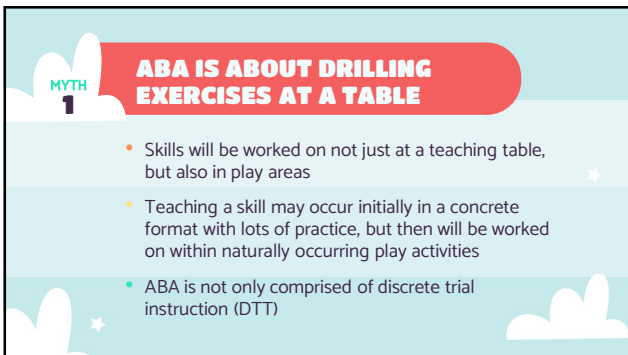 MYTH
1
ABA IS ABOUT DRILLING
EXERCISES AT A TABLE
• Skills will be worked on not just at a teaching table,
but also in play areas
• Teaching a skill may occur initially in a concrete
format with lots of practice, but then will be worked
on within naturally occurring play activities
• ABA is not only comprised of discrete trial
instruction (DTT)